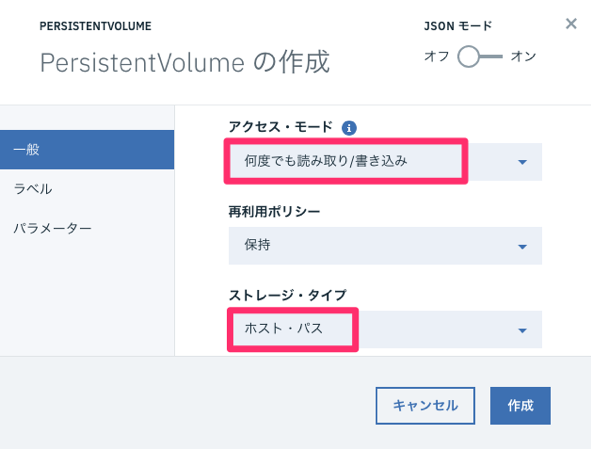 PERSISTENTVOLUME
PersistentVolume の作成
JSON モード
オフ オン
一般
ラベル
パラメーター
アクセス・モード
何度でも読み取り/書き込み
再利用ポリシー
保持
ストレージ・タイプ
ホスト・パス
キャンセル
作成